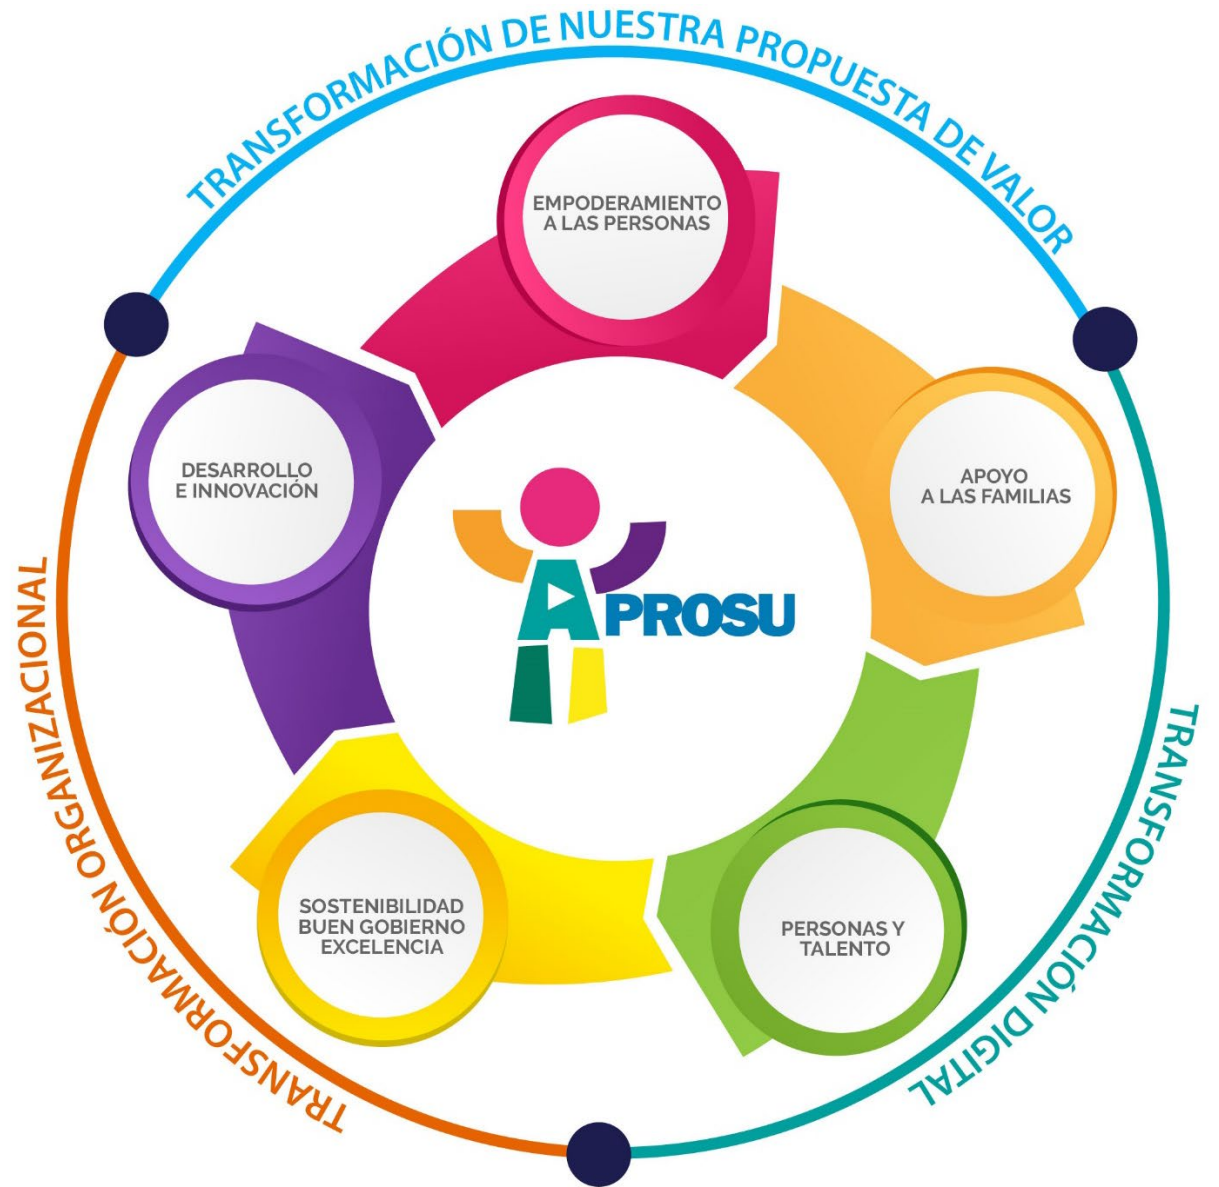 TRANSFORMACIÓN DE NUESTRA PROPUESTA DE VALOR
EMPODERAMIENTO
A LAS PERSONAS
APOYO
A LAS FAMILIAS
DESARROLLO
E INNOVACIÓN
APROSU
SOSTENIBILIDAD
BUEN GOBIERNO
EXCELENCIA
PERSONAS Y
TALENTO
TRANSFORMACIÓN DIGITAL
TRANSFORMACIÓN ORGANIZACIONAL